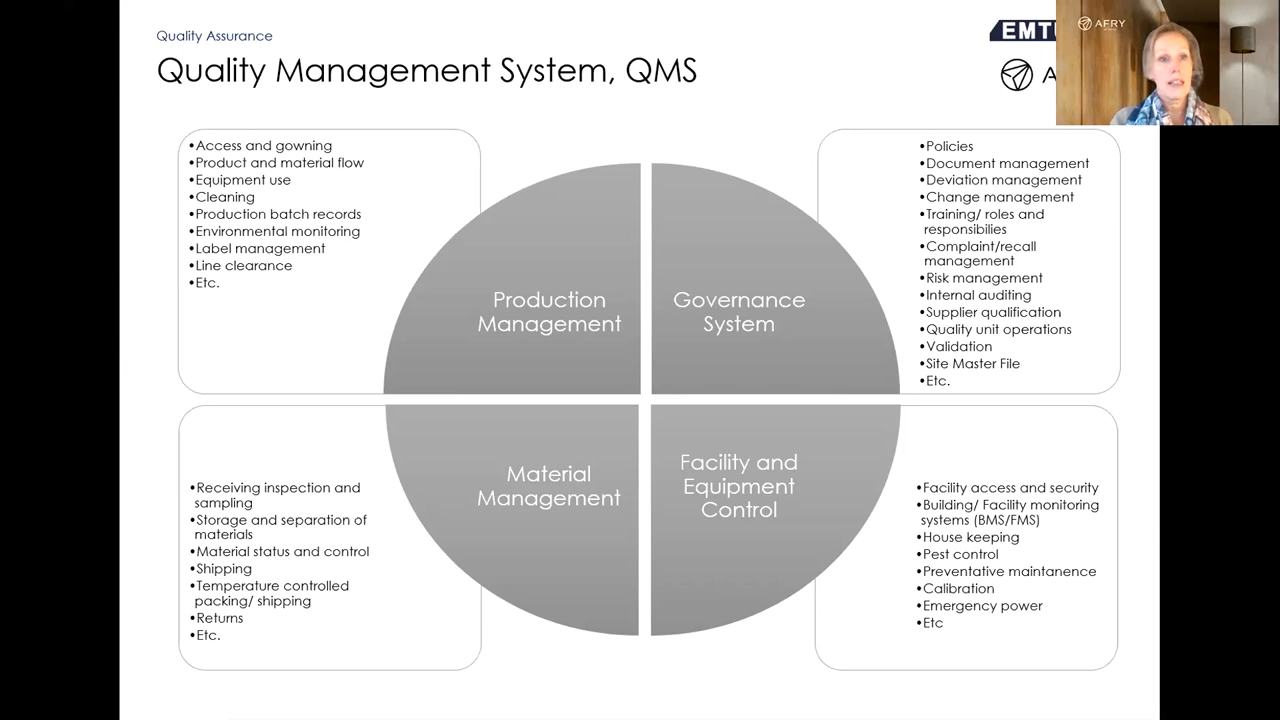 Quality Assurance
Quality Management System, QMS
EMTU
A
AFRY
•Access and gowning
•Product and material flow
•Equipment use
•Cleaning
•Production batch records
•Environmental monitoring
•Label management
•Line clearance
•Etc.
Production
Management
Governance
System
•Policies
•Document management
•Deviation management
•Change management
•Training/ roles and
responsibilies
•Complaint/recall
management
•Risk management
•Internal auditing
•Supplier qualification
•Quality unit operations
•Validation
•Site Master File
•Etc.
•Receiving inspection and
sampling
•Storage and separation of
materials
•Material status and control
•Shipping
•Temperature controlled
packing/ shipping
•Returns
•Etc.
Material
Management
Facility and
Equipment
Control
•Facility access and security
•Building/ Facility monitoring
systems (BMS/FMS)
•House keeping
•Pest control
•Preventative maintanence
•Calibration
•Emergency power
•Etc